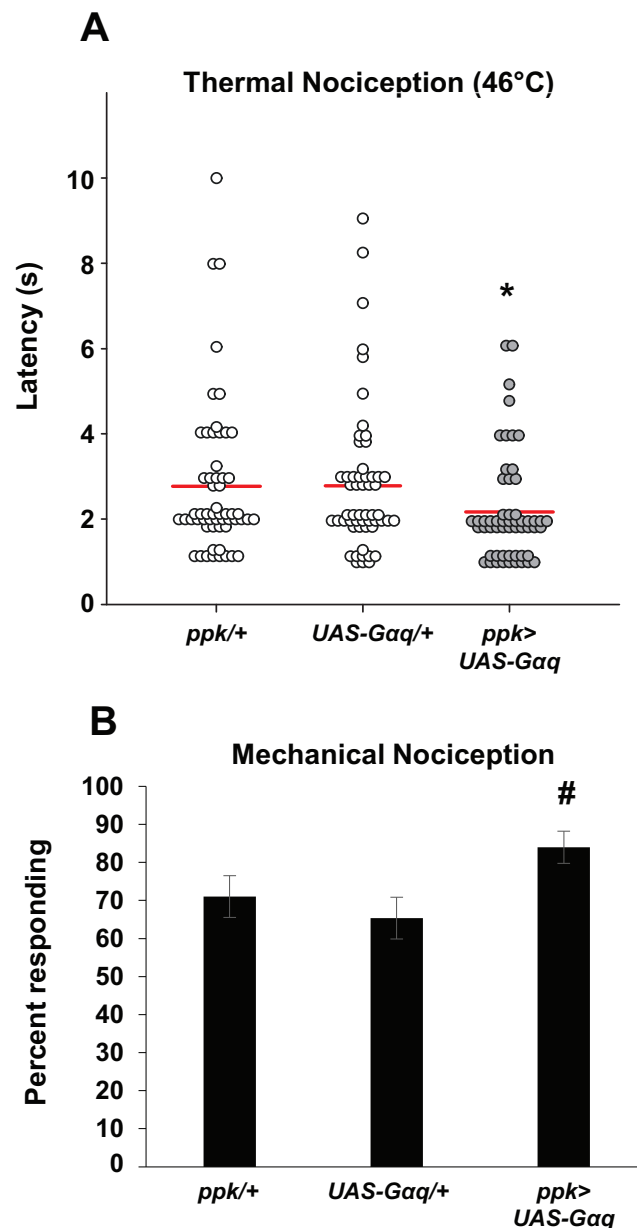 A
Thermal Nociception (46°C)
Latency (s)
10
8
6
4
2
0
*
ppk/+
UAS-Gαq/+
ppk>
UAS-Gαq
B
Mechanical Nociception
Percent responding
100
90
80
70
60
50
40
30
20
10
0
#
ppk/+
UAS-Gαq/+
ppk>
UAS-Gαq